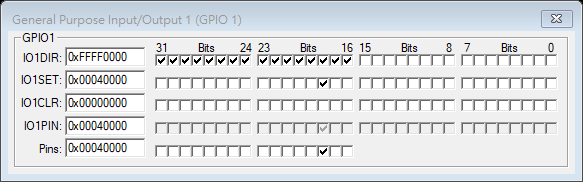 General Purpose Input/Output 1 (GPIO 1)
GPIO1
31 Bits 24 23 Bits 16 15 Bits 8 7 Bits 0
IO1DIR: 0xFFFF0000
IO1SET: 0x00040000
IO1CLR: 0x00000000
IO1PIN: 0x00040000
Pins: 0x00040000